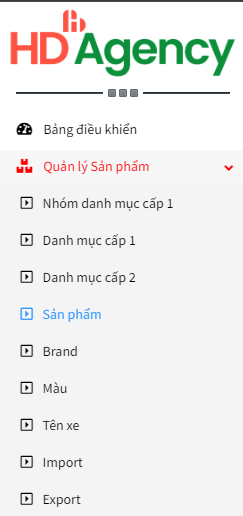 HD Agency
Bảng điều khiển
Quản lý Sản phẩm
Nhóm danh mục cấp 1
Danh mục cấp 1
Danh mục cấp 2
Sản phẩm
Brand
Màu
Tên xe
Import
Export